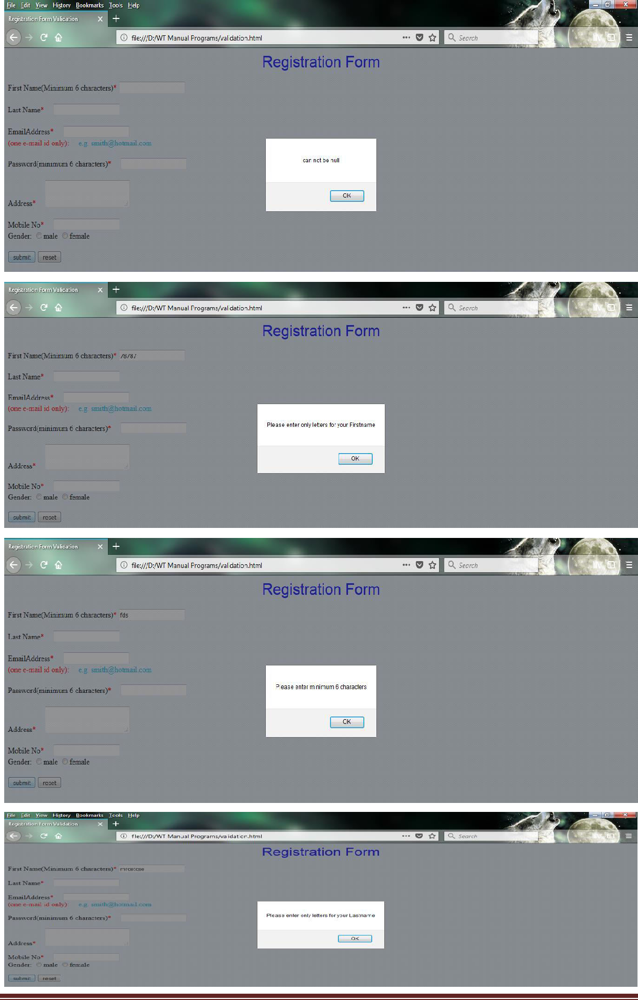 File Edit View History Bookmarks Tools Help
Registration Form Validation
file:///D:/WT Manual Programs/validation.html
Search
Registration Form
First Name(Minimum 6 characters)*
Last Name*
EmailAddress*
(one e-mail id only): e.g. smith@hotmail.com
can not be null
Password(minimum 6 characters)*
OK
Address*
Mobile No*
Gender: male female
submit reset
Registration Form Validation
file:///D:/WT Manual Programs/validation.html
Search
Registration Form
First Name(Minimum 6 characters)* 78787
Last Name*
EmailAddress*
(one e-mail id only): e.g. smith@hotmail.com
Please enter only letters for your Firstname
Password(minimum 6 characters)*
OK
Address*
Mobile No*
Gender: male female
submit reset
Registration Form Validation
file:///D:/WT Manual Programs/validation.html
Search
Registration Form
First Name(Minimum 6 characters)* fds
Last Name*
EmailAddress*
(one e-mail id only): e.g. smith@hotmail.com
Please enter minimum 6 characters
Password(minimum 6 characters)*
OK
Address*
Mobile No*
Gender: male female
submit reset
File Edit View History Bookmarks Tools Help
Registration Form Validation
file:///D:/WT Manual Programs/validation.html
Search
Registration Form
First Name(Minimum 6 characters)* mrcetcse
Last Name*
EmailAddress*
(one e-mail id only): e.g. smith@hotmail.com
Please enter only letters for your Lastname
Password(minimum 6 characters)*
OK
Address*
Mobile No*
Gender: male female
submit reset